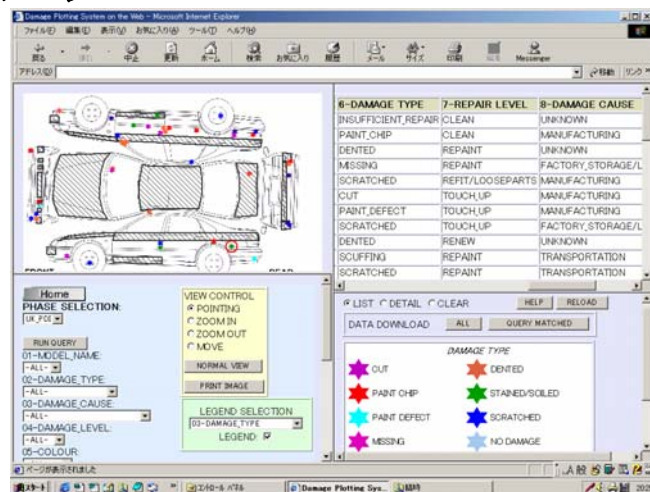 Damage Plotting System on the Web - Microsoft Internet Explorer
ファイル(F) 編集(E) 表示(V) お気に入り(A) ツール(T) ヘルプ(H)
戻る 中止 更新 ホーム 検索 お気に入り 履歴 メール サイズ 印刷 編集 Messenger
アドレス(D) 移動 リンク
6-DAMAGE TYPE 7-REPAIR LEVEL 8-DAMAGE CAUSE
INSUFFICIENT_REPAIR CLEAN UNKNOWN
PAINT_CHIP CLEAN MANUFACTURING
DENTED REPAINT UNKNOWN
MISSING REPAINT FACTORY_STORAGE/L
SCRATCHED REFIT/LOOSEPARTS MANUFACTURING
CUT TOUCH_UP MANUFACTURING
PAINT_DEFECT TOUCH_UP MANUFACTURING
SCRATCHED TOUCH_UP FACTORY_STORAGE/L
DENTED RENEW UNKNOWN
SCUFFING REPAINT TRANSPORTATION
SCRATCHED REPAINT TRANSPORTATION
FRONT REAR
Home
PHASE SELECTION:
UK_PDI
RUN QUERY
01-MODEL_NAME:
-ALL-
02-DAMAGE_TYPE:
-ALL-
03-DAMAGE_CAUSE:
-ALL-
04-DAMAGE_LEVEL:
-ALL-
05-COLOUR:
VIEW CONTROL
POINTING
ZOOM IN
ZOOM OUT
MOVE
NORMAL VIEW
PRINT IMAGE
LEGEND SELECTION
03-DAMAGE_TYPE
LEGEND:
LIST DETAIL CLEAR HELP RELOAD
DATA DOWNLOAD ALL QUERY MATCHED
DAMAGE TYPE
CUT DENTED
PAINT CHIP STAINED/SOILED
PAINT DEFECT SCRATCHED
MISSING NO DAMAGE
ページが表示されました
スタート Damage Plotting Sys...